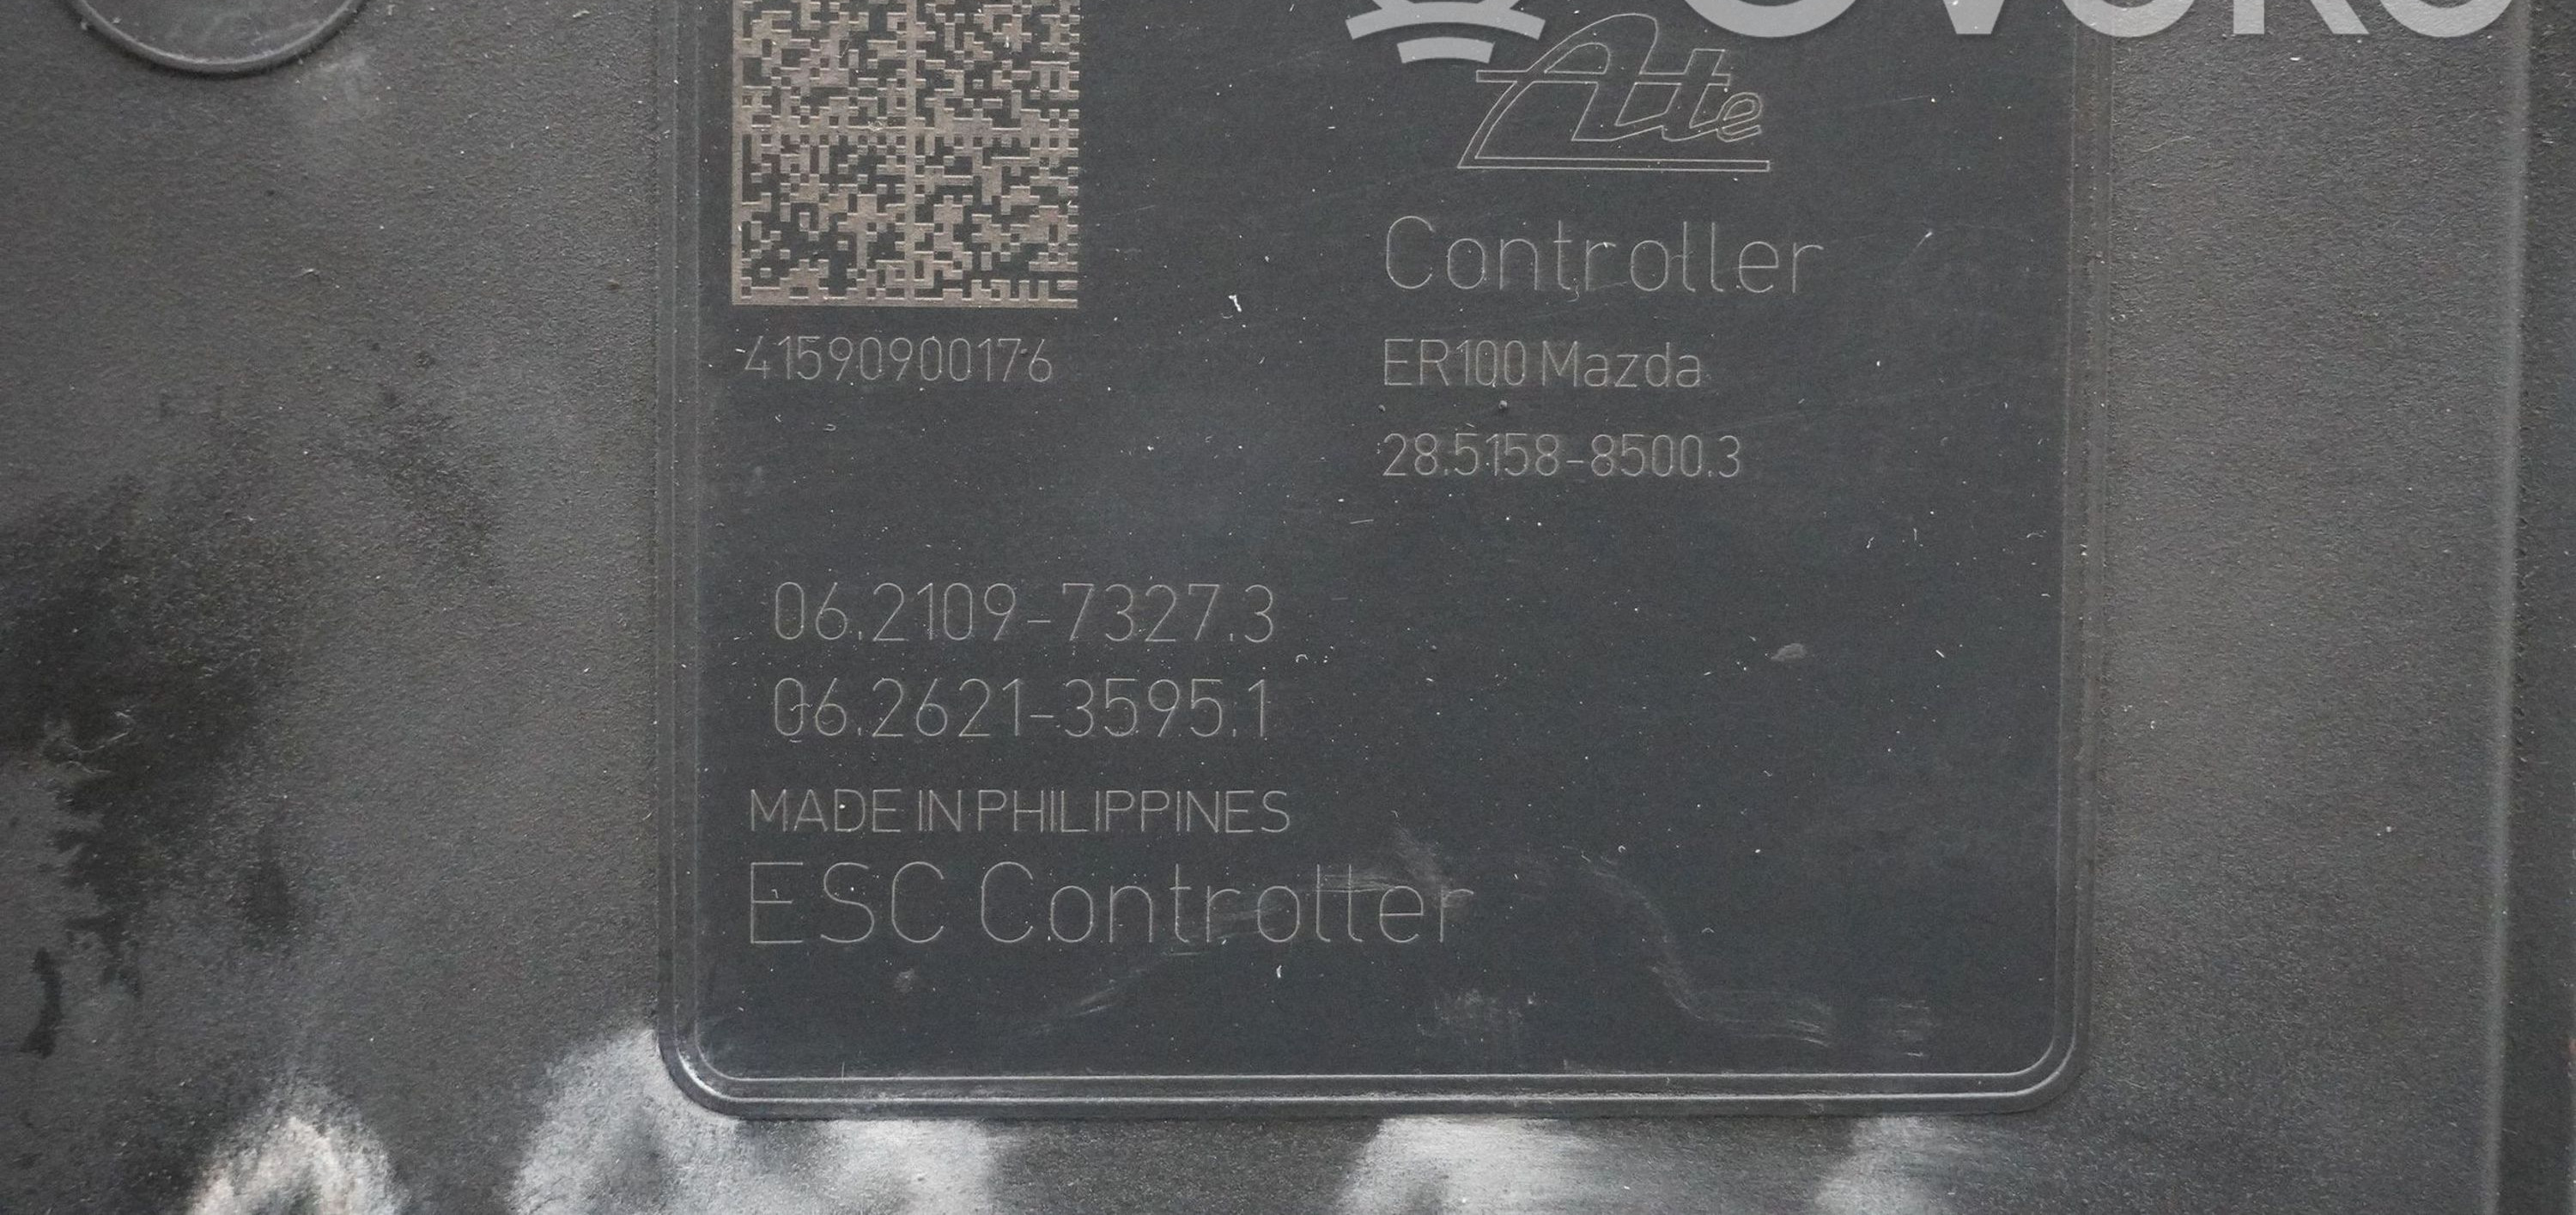 Ate
Controller
41590900176
ER100 Mazda
28.5158-8500.3
06.2109-7327.3
06.2621-3595.1
MADE IN PHILIPPINES
ESC Controller